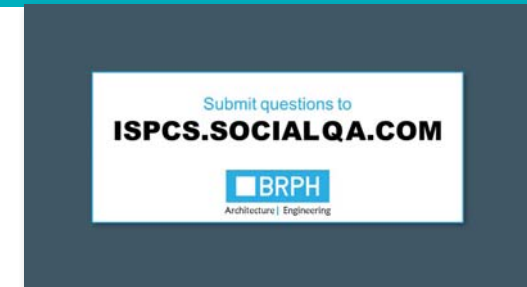 Submit questions to
ISPCS.SOCIALQA.COM
BRPH
Architecture | Engineering